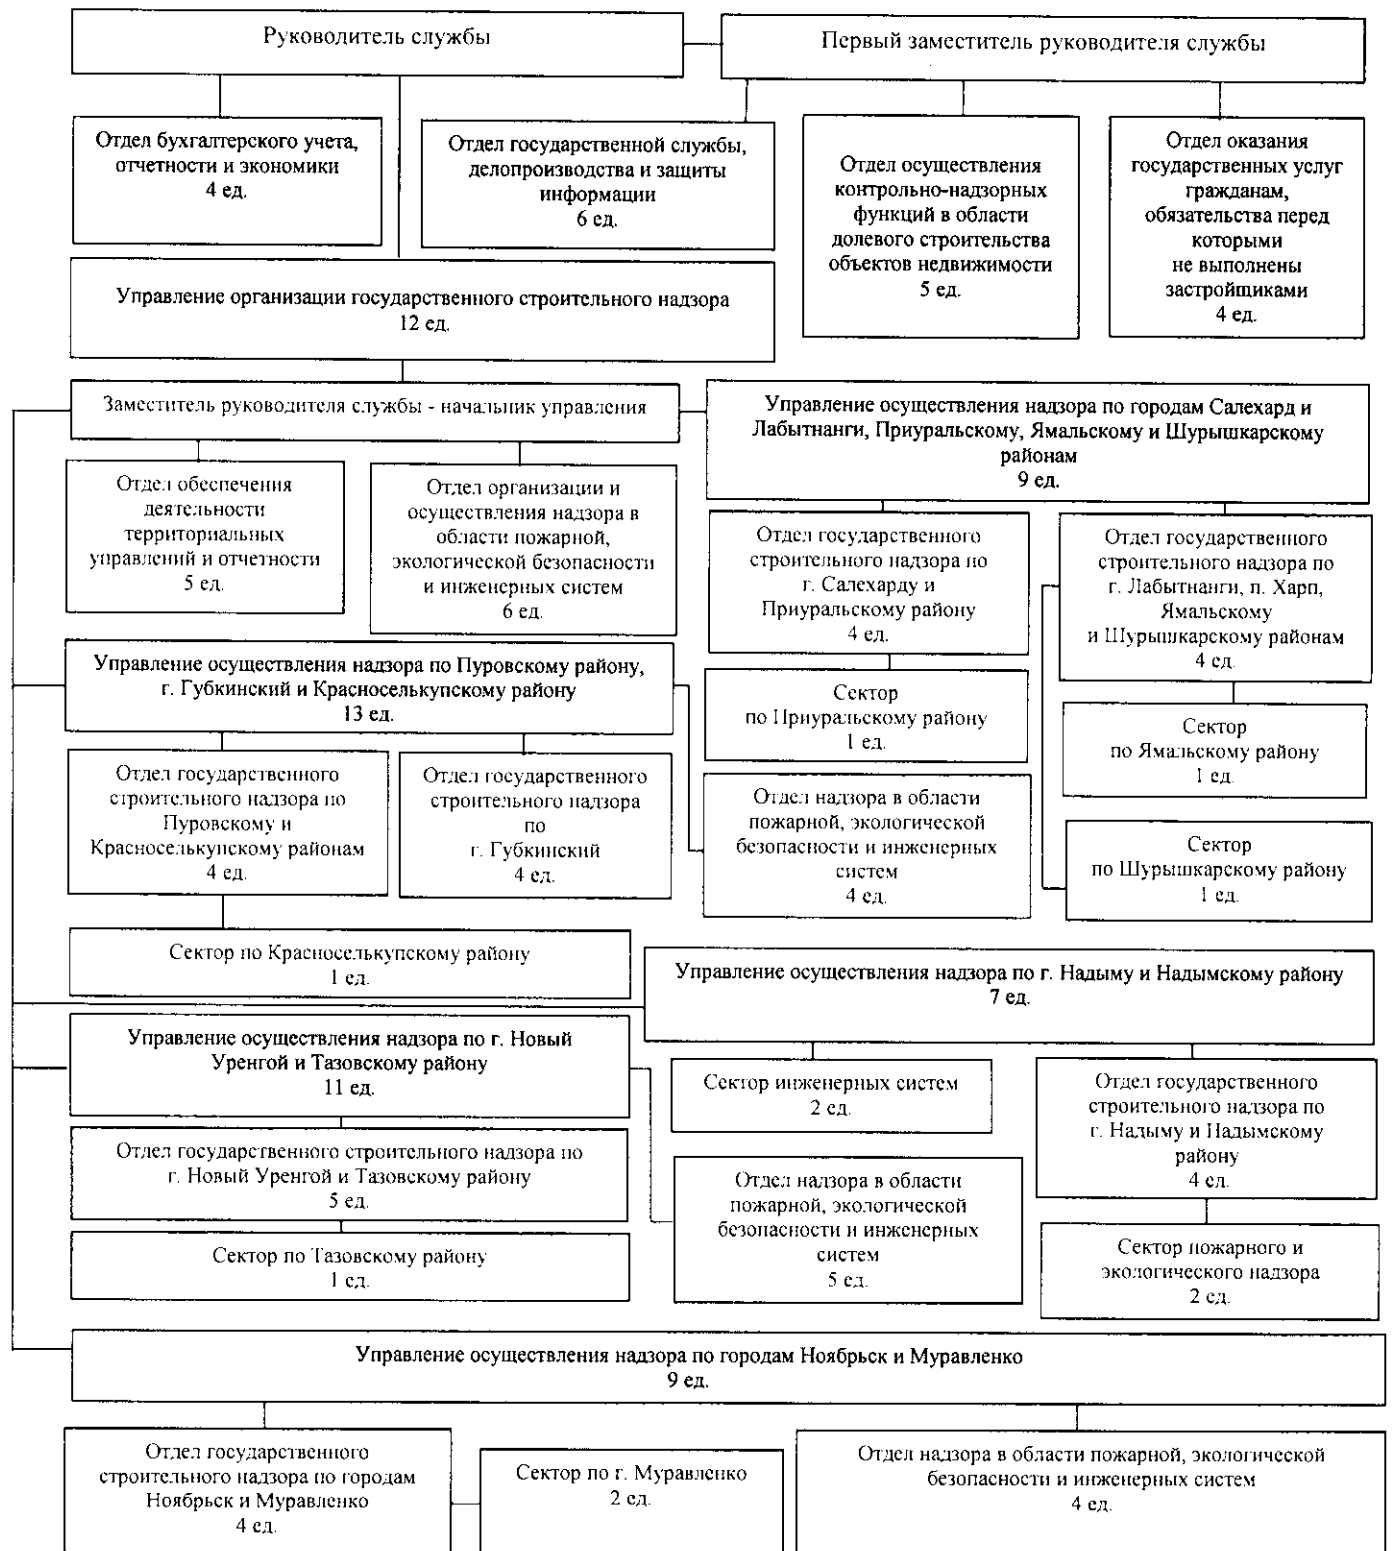 Руководитель службы
Первый заместитель руководителя службы
Отдел бухгалтерского учета,
отчетности и экономики
4 ед.
Отдел государственной службы,
делопроизводства и защиты
информации
6 ед.
Отдел осуществления
контрольно-надзорных
функций в области
долевого строительства
объектов недвижимости
5 ед.
Отдел оказания
государственных услуг
гражданам,
обязательства перед
которыми
не выполнены
застройщиками
4 ед.
Управление организации государственного строительного надзора
12 ед.
Заместитель руководителя службы - начальник управления
Управление осуществления надзора по городам Салехард и
Лабытнанги, Приуральскому, Ямальскому и Шурышкарскому
районам
9 ед.
Отдел обеспечения
деятельности
территориальных
управлений и отчетности
5 ед.
Отдел организации и
осуществления надзора в
области пожарной,
экологической безопасности
и инженерных систем
6 ед.
Отдел государственного
строительного надзора по
г. Салехарду и
Приуральскому району
4 ед.
Отдел государственного
строительного надзора по
г. Лабытнанги, п. Харп,
Ямальскому
и Шурышкарскому районам
4 ед.
Управление осуществления надзора по Пуровскому району,
г. Губкинский и Красноселькупскому району
13 ед.
Сектор
по Приуральскому району
1 ед.
Сектор
по Ямальскому району
1 ед.
Отдел государственного
строительного надзора по
Пуровскому и
Красноселькупскому районам
4 ед.
Отдел государственного
строительного надзора
по
г. Губкинский
4 ед.
Отдел надзора в области
пожарной, экологической
безопасности и инженерных
систем
4 ед.
Сектор
по Шурышкарскому району
1 ед.
Сектор по Красноселькупскому району
1 ед.
Управление осуществления надзора по г. Надыму и Надымскому району
7 ед.
Управление осуществления надзора по г. Новый
Уренгой и Тазовскому району
11 ед.
Сектор инженерных систем
2 ед.
Отдел государственного
строительного надзора по
г. Надыму и Надымскому
району
4 ед.
Отдел государственного строительного надзора по
г. Новый Уренгой и Тазовскому району
5 ед.
Отдел надзора в области
пожарной, экологической
безопасности и инженерных
систем
5 ед.
Сектор по Тазовскому району
1 ед.
Сектор пожарного и
экологического надзора
2 ед.
Управление осуществления надзора по городам Ноябрьск и Муравленко
9 ед.
Отдел государственного
строительного надзора по городам
Ноябрьск и Муравленко
4 ед.
Сектор по г. Муравленко
2 ед.
Отдел надзора в области пожарной, экологической
безопасности и инженерных систем
4 ед.